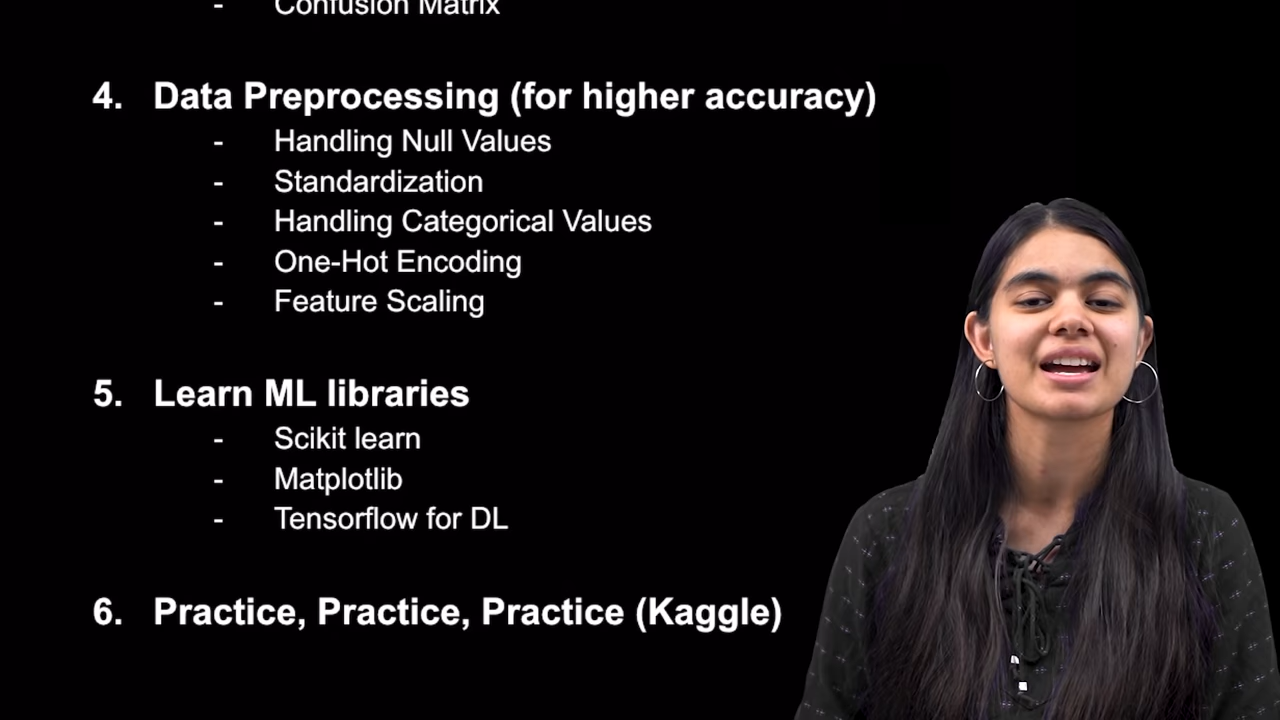 - Confusion Matrix
4. Data Preprocessing (for higher accuracy)
- Handling Null Values
- Standardization
- Handling Categorical Values
- One-Hot Encoding
- Feature Scaling
5. Learn ML libraries
- Scikit learn
- Matplotlib
- Tensorflow for DL
6. Practice, Practice, Practice (Kaggle)